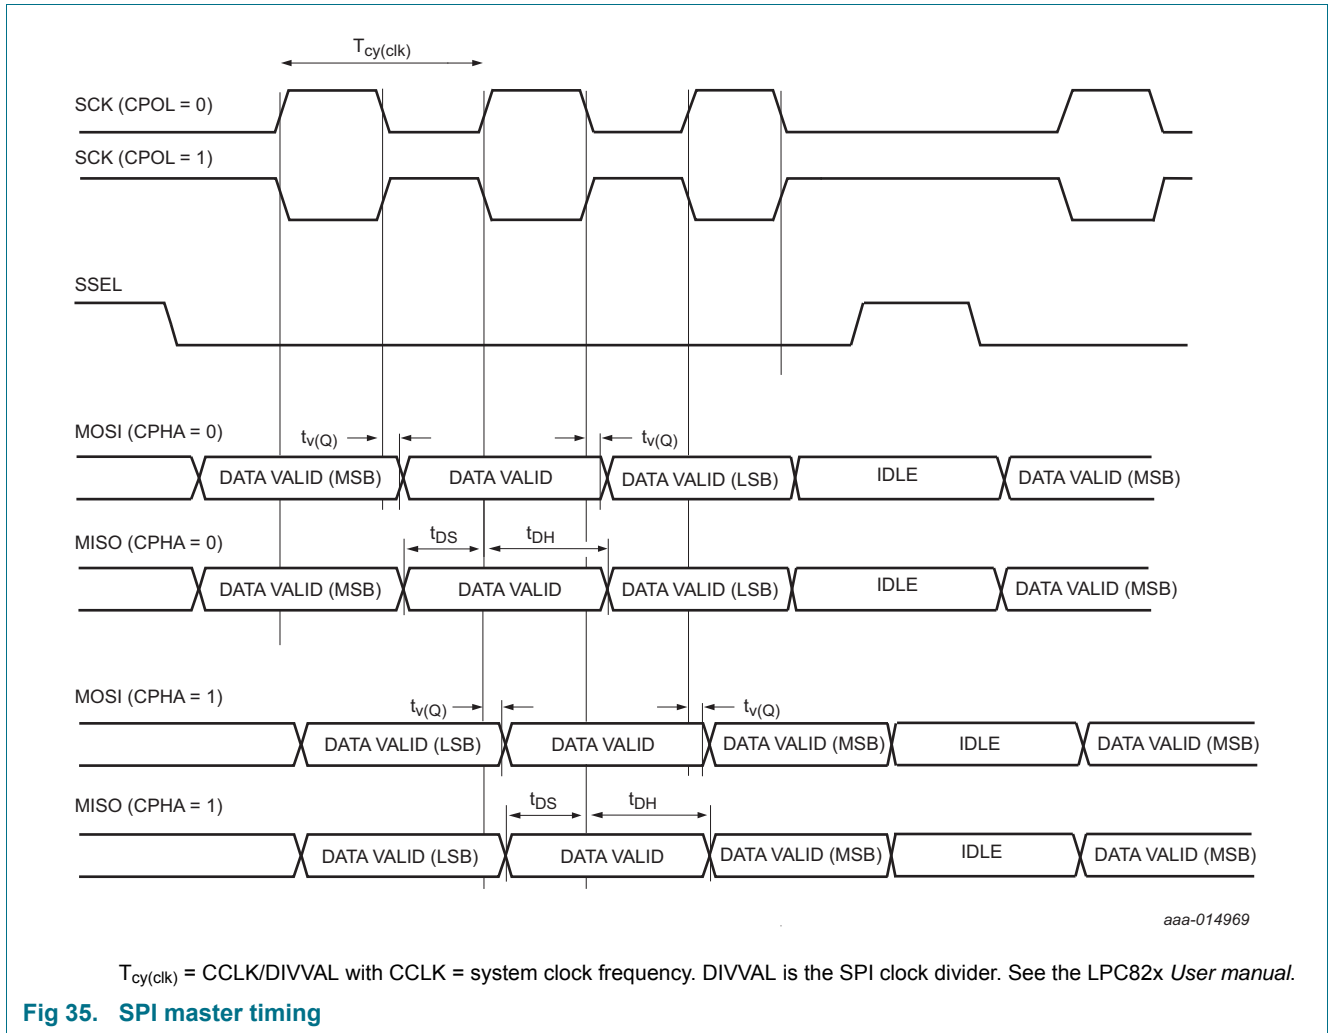 Tcy(clk)
SCK (CPOL = 0)
SCK (CPOL = 1)
SSEL
MOSI (CPHA = 0)
tv(Q) tv(Q)
DATA VALID (MSB) DATA VALID DATA VALID (LSB) IDLE DATA VALID (MSB)
MISO (CPHA = 0)
tDS tDH
DATA VALID (MSB) DATA VALID DATA VALID (LSB) IDLE DATA VALID (MSB)
MOSI (CPHA = 1)
tv(Q) tv(Q)
DATA VALID (LSB) DATA VALID DATA VALID (MSB) IDLE DATA VALID (MSB)
MISO (CPHA = 1)
tDS tDH
DATA VALID (LSB) DATA VALID DATA VALID (MSB) IDLE DATA VALID (MSB)
aaa-014969
Tcy(clk) = CCLK/DIVVAL with CCLK = system clock frequency. DIVVAL is the SPI clock divider. See the LPC82x User manual.
Fig 35. SPI master timing